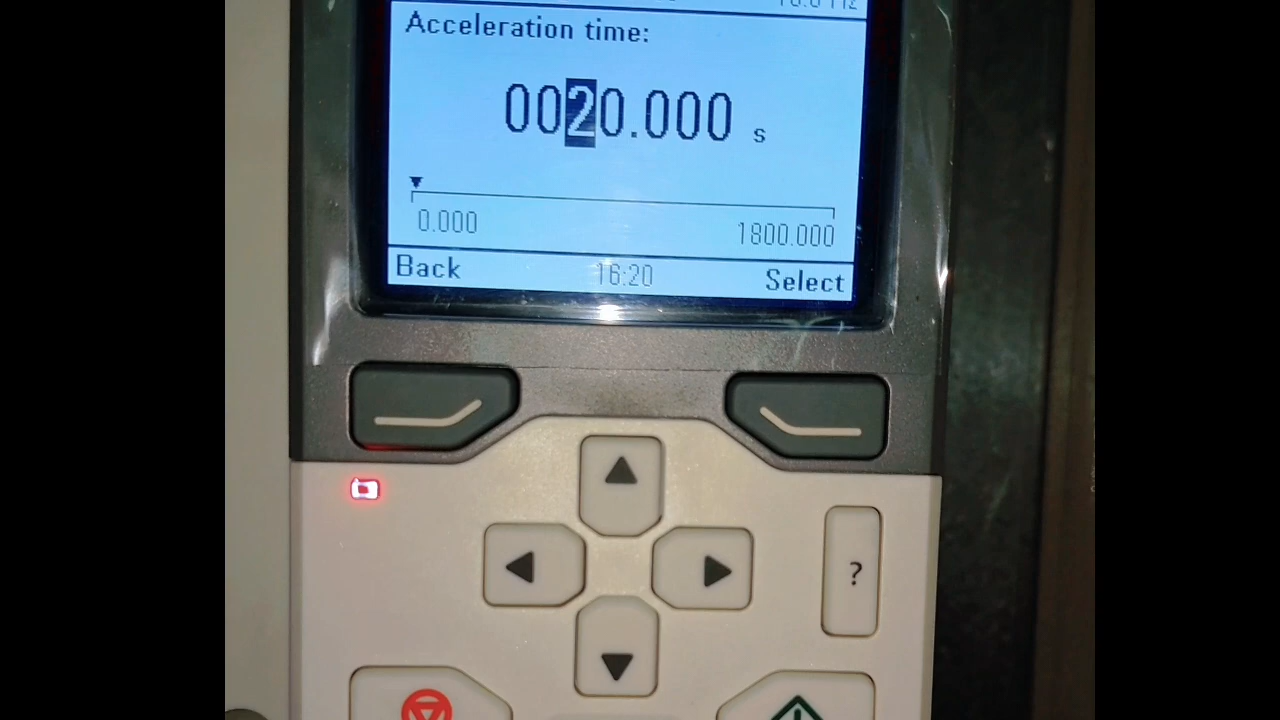 Acceleration time:
0020.000 s
0.000 1800.000
Back 16:20 Select
?